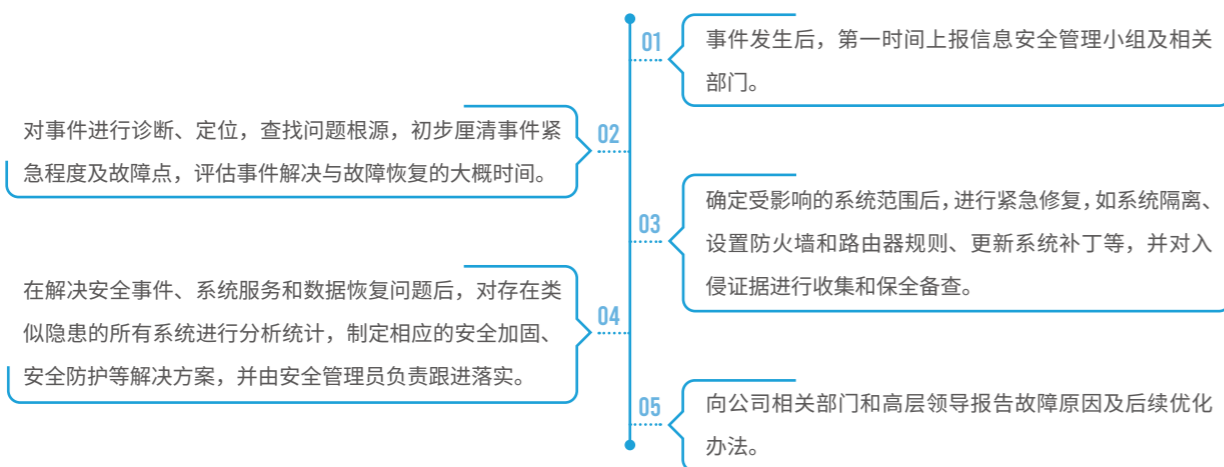 01
事件发生后，第一时间上报信息安全管理小组及相关
部门。
02
对事件进行诊断、定位，查找问题根源，初步厘清事件紧
急程度及故障点，评估事件解决与故障恢复的大概时间。
03
确定受影响的系统范围后，进行紧急修复，如系统隔离、
设置防火墙和路由器规则、更新系统补丁等，并对入
侵证据进行收集和保全备查。
04
在解决安全事件、系统服务和数据恢复问题后，对存在类
似隐患的所有系统进行分析统计，制定相应的安全加固、
安全防护等解决方案，并由安全管理员负责跟进落实。
05
向公司相关部门和高层领导报告故障原因及后续优化
办法。